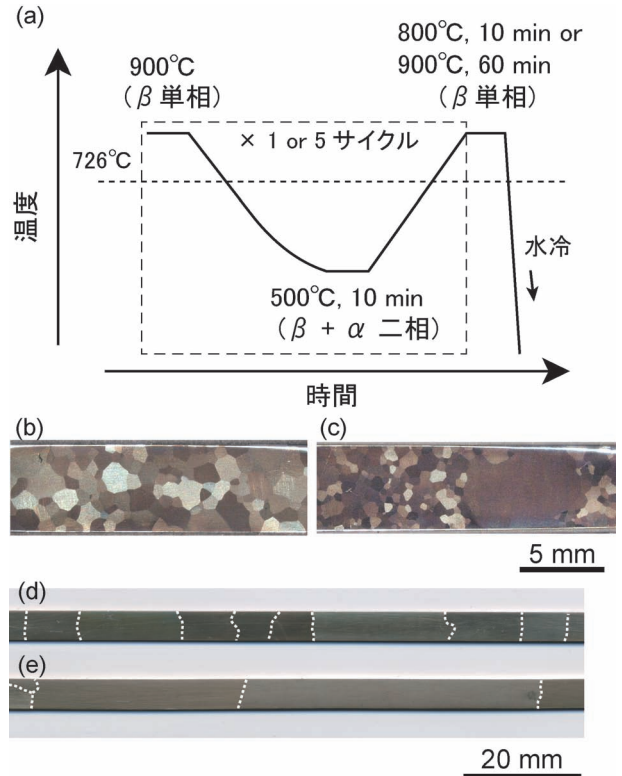 (a)
900℃
(β 単相)
800℃, 10 min or
900℃, 60 min
(β 単相)
× 1 or 5 サイクル
726℃
温度
水冷
500℃, 10 min
(β + α 二相)
時間
(b)
(c)
5 mm
(d)
(e)
20 mm